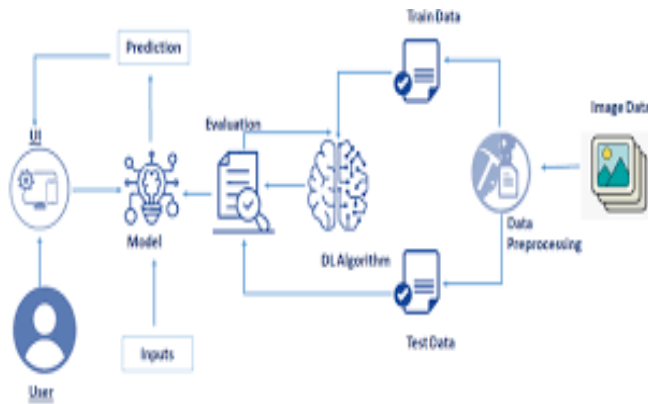 Train Data
Prediction
Image Data
Evaluation
UI
Model
DL Algorithm
Data
Preprocessing
Inputs
Test Data
User